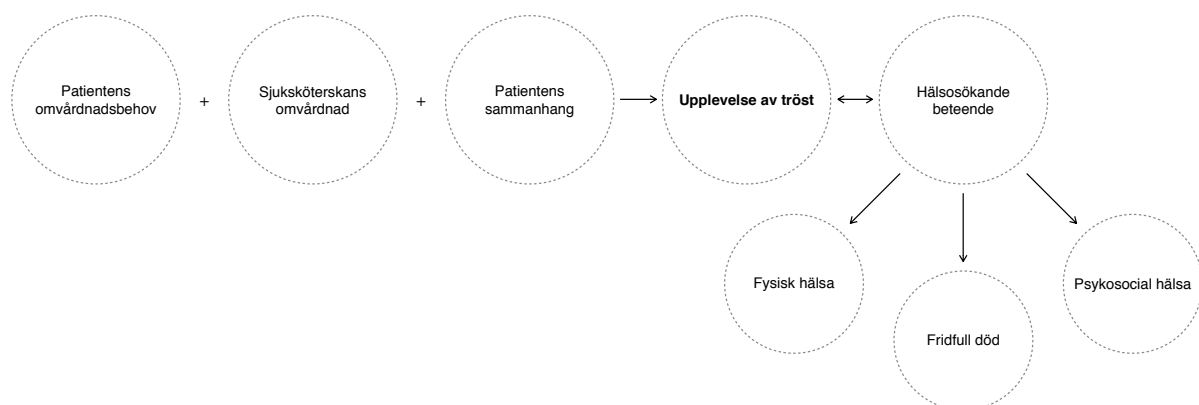 Patientens
omvårdnadsbehov
+
Sjuksköterskans
omvårdnad
+
Patientens
sammanhang
Upplevelse av tröst
Hälsosökande
beteende
Fysisk hälsa
Fridfull död
Psykosocial hälsa